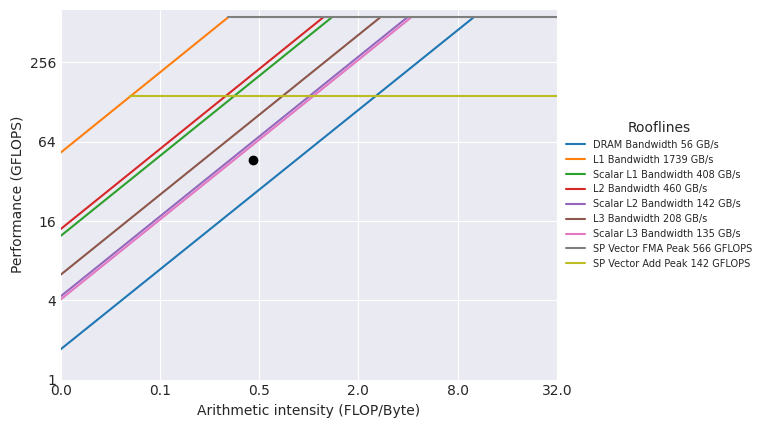 Performance (GFLOPS)
256
64
16
4
1
0.0
0.1
0.5
2.0
8.0
32.0
Arithmetic intensity (FLOP/Byte)
Rooflines
DRAM Bandwidth 56 GB/s
L1 Bandwidth 1739 GB/s
Scalar L1 Bandwidth 408 GB/s
L2 Bandwidth 460 GB/s
Scalar L2 Bandwidth 142 GB/s
L3 Bandwidth 208 GB/s
Scalar L3 Bandwidth 135 GB/s
SP Vector FMA Peak 566 GFLOPS
SP Vector Add Peak 142 GFLOPS